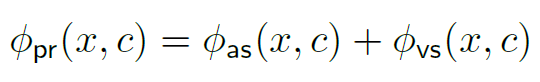 ϕ_pr(x, c) = ϕ_as(x, c) + ϕ_vs(x, c)